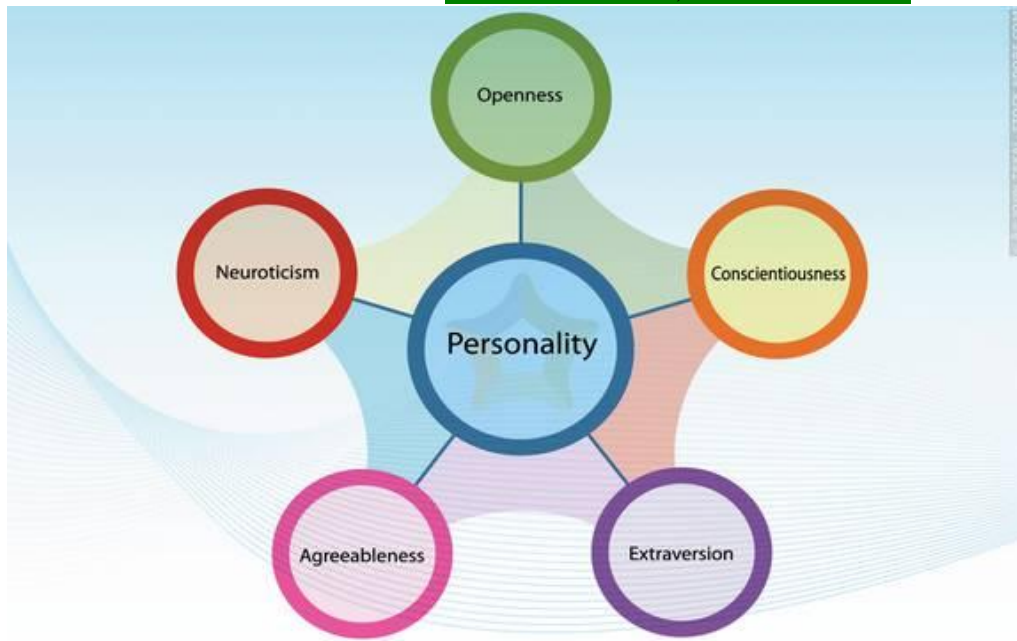 Openness
Neuroticism
Conscientiousness
Personality
Agreeableness
Extraversion